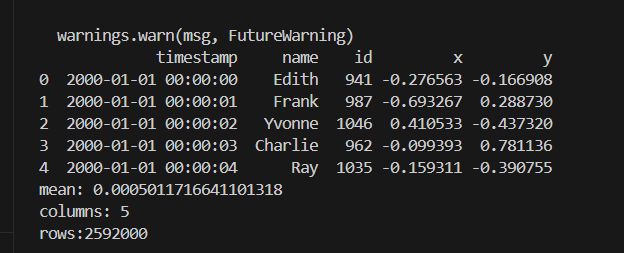 warnings.warn(msg, FutureWarning)
timestamp name id x y
0 2000-01-01 00:00:00 Edith 941 -0.276563 -0.166908
1 2000-01-01 00:00:01 Frank 987 -0.693267 0.288730
2 2000-01-01 00:00:02 Yvonne 1046 0.410533 -0.437320
3 2000-01-01 00:00:03 Charlie 962 -0.099393 0.781136
4 2000-01-01 00:00:04 Ray 1035 -0.159311 -0.390755
mean: 0.0005011716641101318
columns: 5
rows:2592000